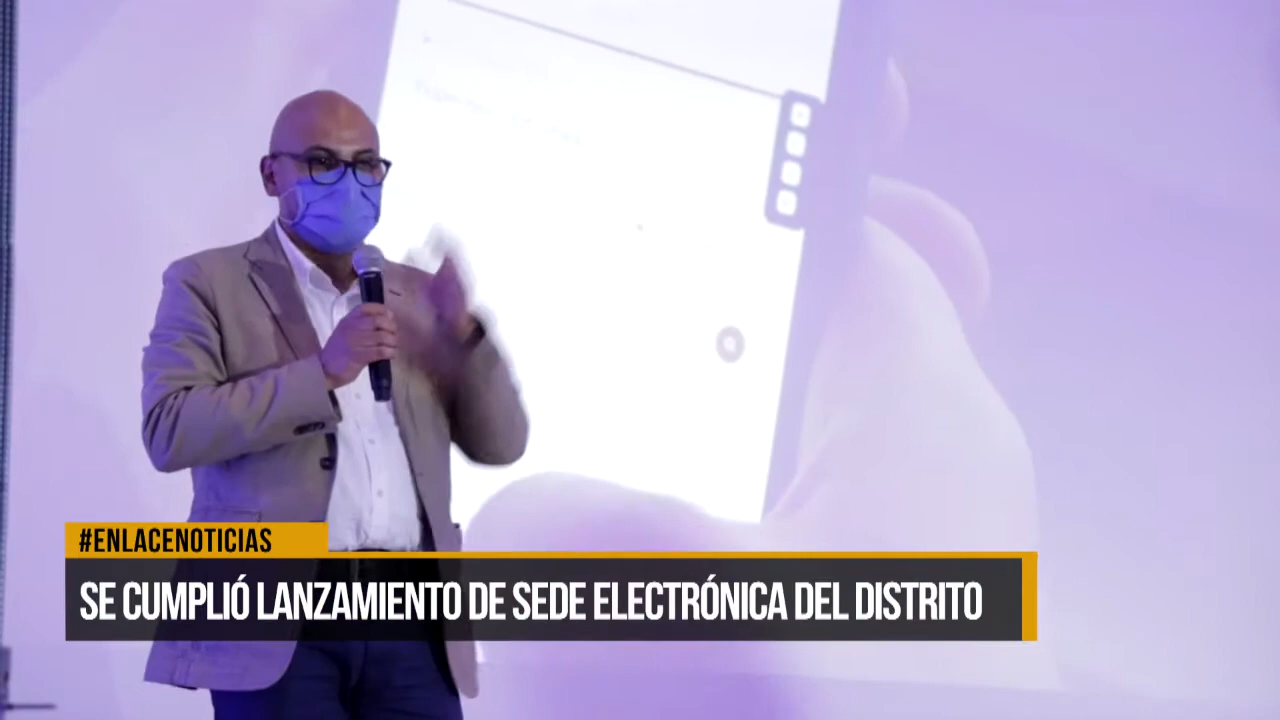 #ENLACENOTICIAS
SE CUMPLIÓ LANZAMIENTO DE SEDE ELECTRÓNICA DEL DISTRITO